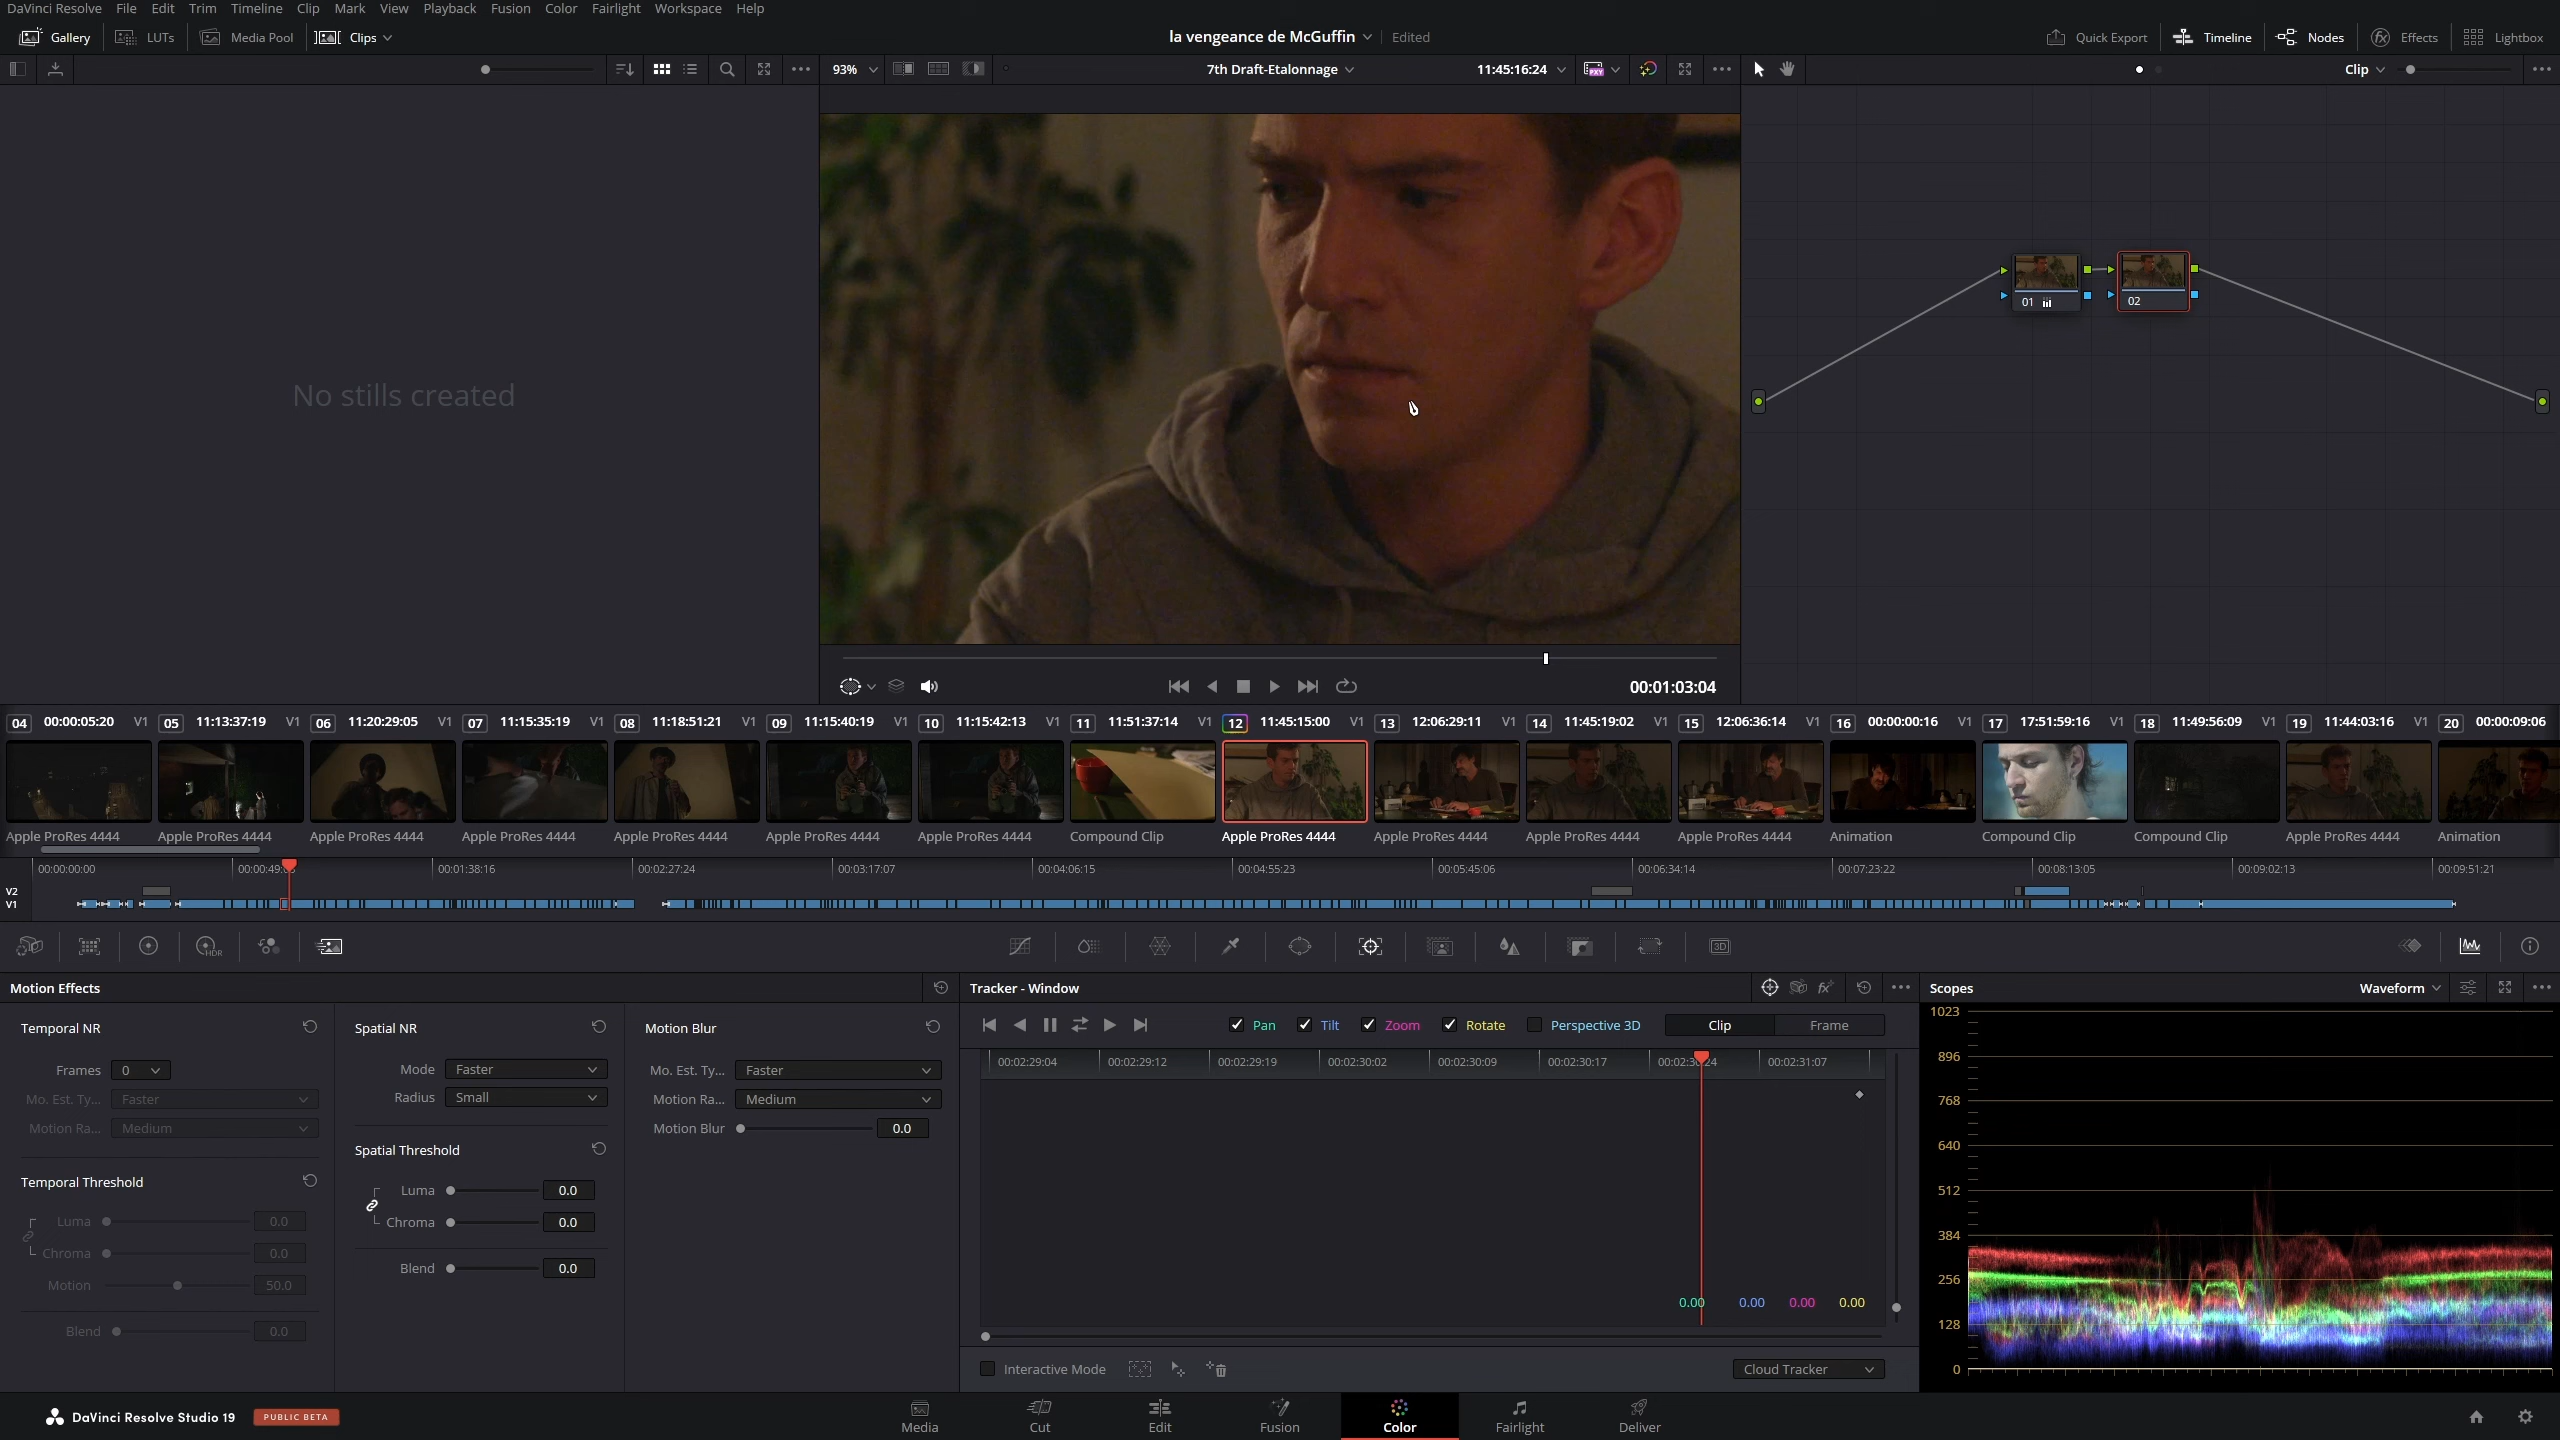 DaVinci Resolve File Edit Trim Timeline Clip Mark View Playback Fusion Color Fairlight Workspace Help
Gallery LUTs Media Pool Clips la vengeance de McGuffin Edited Quick Export Timeline Nodes Effects Lightbox
93% 7th Draft-Etalonnage 11:45:16:24 PXY Clip
No stills created
01 02
00:01:03:04
04 00:00:05:20 V1 05 11:13:37:19 V1 06 11:20:29:05 V1 07 11:15:35:19 V1 08 11:18:51:21 V1 09 11:15:40:19 V1 10 11:15:42:13 V1 11 11:51:37:14 V1 12 11:45:15:00 V1 13 12:06:29:11 V1 14 11:45:19:02 V1 15 12:06:36:14 V1 16 00:00:00:16 V1 17 17:51:59:16 V1 18 11:49:56:09 V1 19 11:44:03:16 V1 20 00:00:09:06
Apple ProRes 4444 Apple ProRes 4444 Apple ProRes 4444 Apple ProRes 4444 Apple ProRes 4444 Apple ProRes 4444 Apple ProRes 4444 Compound Clip Apple ProRes 4444 Apple ProRes 4444 Apple ProRes 4444 Apple ProRes 4444 Animation Compound Clip Compound Clip Apple ProRes 4444 Animation
00:00:00:00 00:00:49: 00:01:38:16 00:02:27:24 00:03:17:07 00:04:06:15 00:04:55:23 00:05:45:06 00:06:34:14 00:07:23:22 00:08:13:05 00:09:02:13 00:09:51:21
V2
V1
HDR 3D
Motion Effects Tracker - Window Scopes Waveform
Temporal NR Spatial NR Motion Blur Pan Tilt Zoom Rotate Perspective 3D Clip Frame
Frames 0 Mode Faster Mo. Est. Ty... Faster 00:02:29:04 00:02:29:12 00:02:29:19 00:02:30:02 00:02:30:09 00:02:30:17 00:02:30:24 00:02:31:07
Mo. Est. Ty... Faster Radius Small Motion Ra... Medium
Motion Ra... Medium Motion Blur 0.0
Spatial Threshold
Temporal Threshold Luma 0.0
Luma 0.0 Chroma 0.0
Chroma 0.0 Blend 0.0
Motion 50.0 0.00 0.00 0.00 0.00
Blend 0.0
Interactive Mode Cloud Tracker
1023
896
768
640
512
384
256
128
0
DaVinci Resolve Studio 19 PUBLIC BETA Media Cut Edit Fusion Color Fairlight Deliver